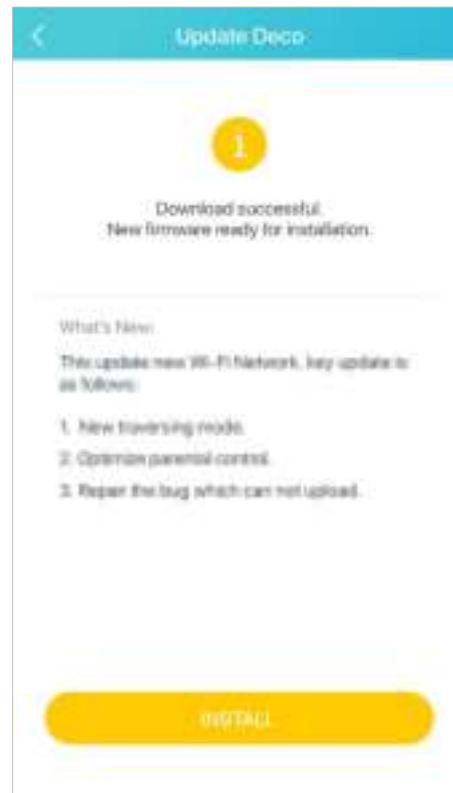 Update Deco
1
Download successful.
New firmware ready for installation.
What's New:
This update new Wi-Fi Network, key update is
as follows:
1. New traversing mode.
2. Optimize parental control.
3. Repair the bug which can not upload.
INSTALL